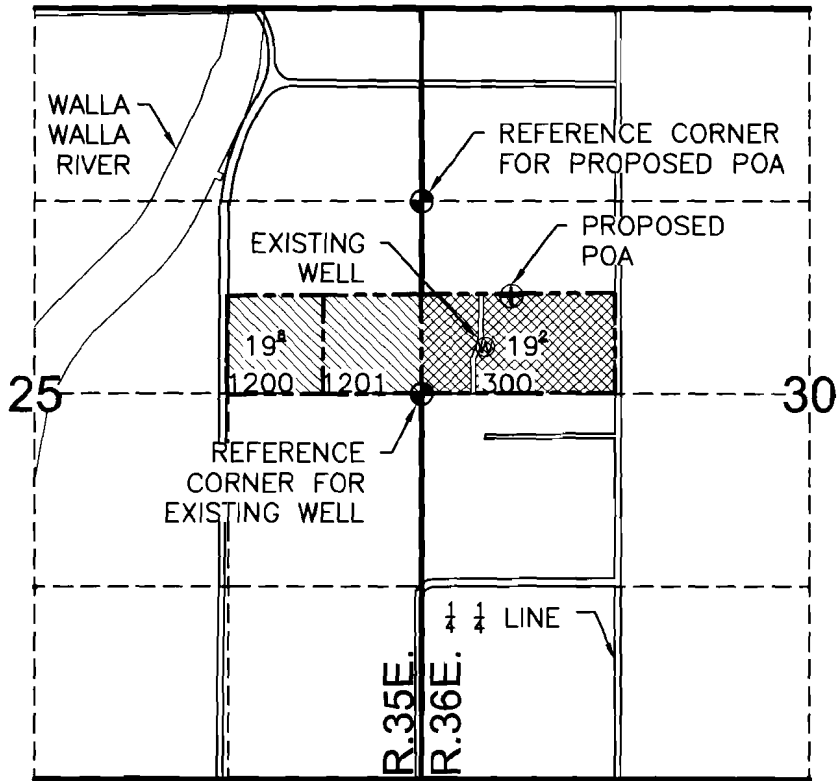 WALLA
WALLA
RIVER
REFERENCE CORNER
FOR PROPOSED POA
EXISTING
WELL
PROPOSED
POA
19
W
19²
1200
1201
300
25
30
REFERENCE
CORNER FOR
EXISTING WELL
1/4 1/4 LINE
R.35E.
R.36E.